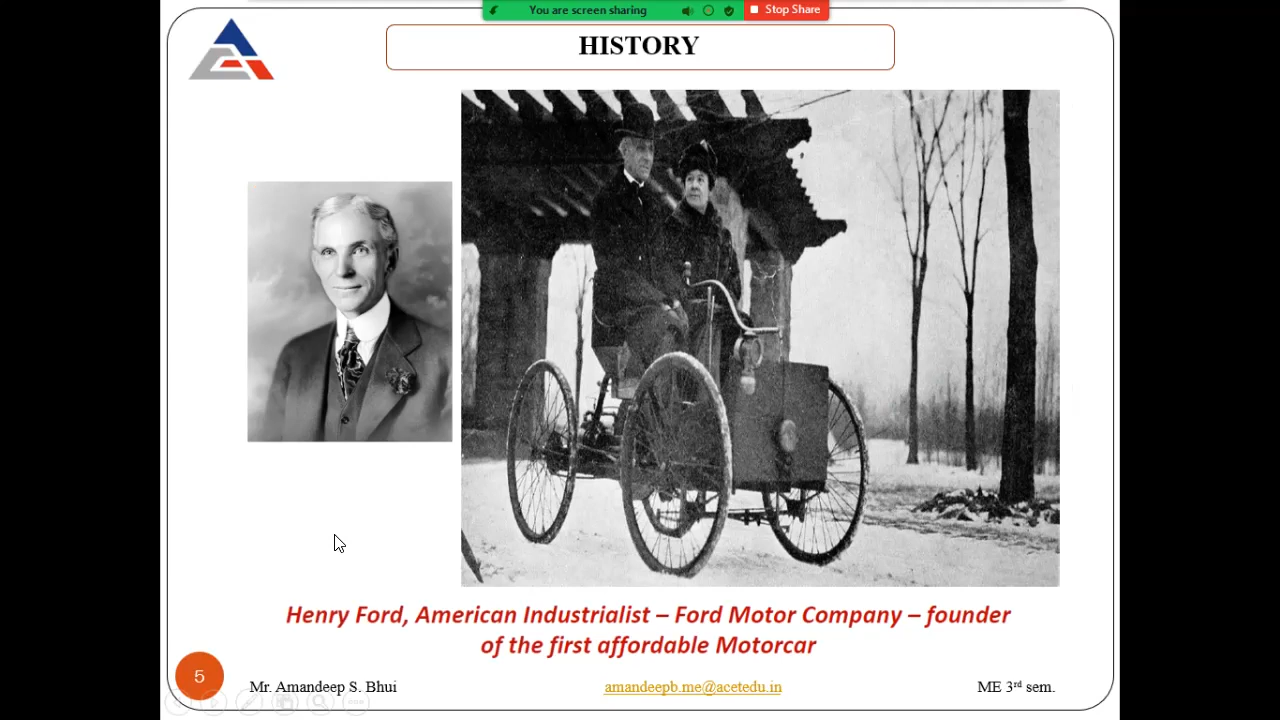 You are screen sharing
Stop Share
HISTORY
Henry Ford, American Industrialist – Ford Motor Company – founder
of the first affordable Motorcar
5
Mr. Amandeep S. Bhui
amandeepb.me@acetedu.in
ME 3rd sem.